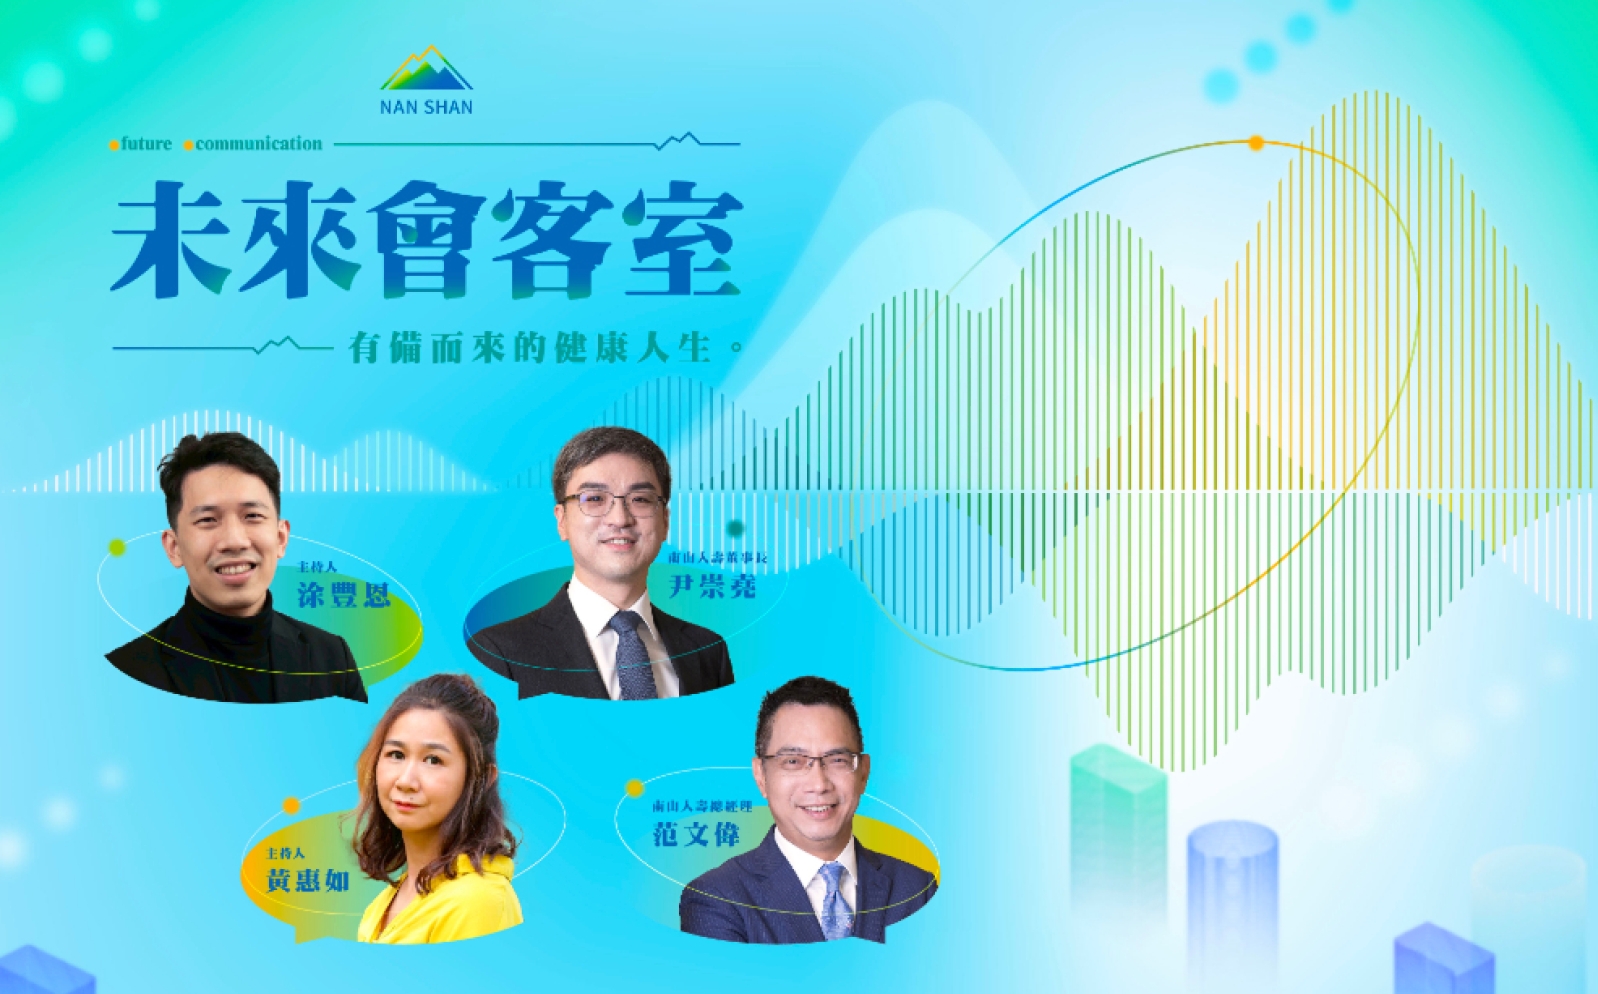 NAN SHAN
future communication
未來會客室
有備而來的健康人生。
主持人
涂豐恩
南山人壽董事長
尹崇堯
主持人
黃惠如
南山人壽總經理
范文偉